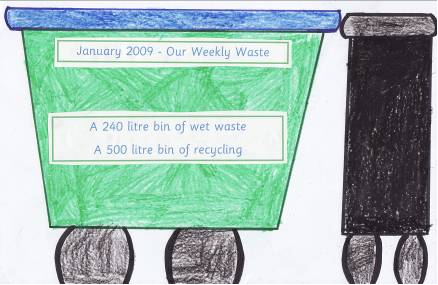 January 2009 - Our Weekly Waste
A 240 litre bin of wet waste
A 500 litre bin of recycling